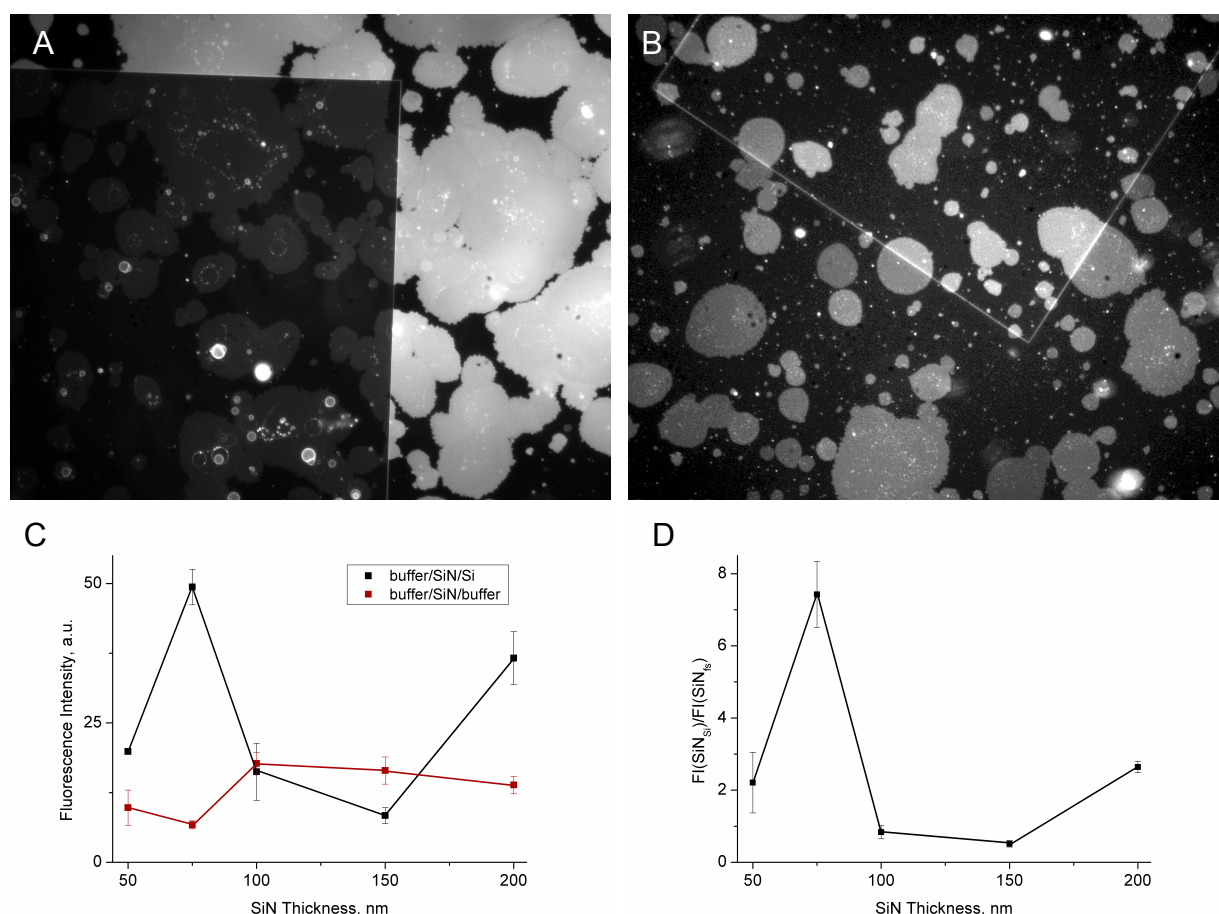 A
B
C
D
50
25
0
50
100
150
200
Fluorescence Intensity, a.u.
SiN Thickness, nm
buffer/SiN/Si
buffer/SiN/buffer
8
6
4
2
0
50
100
150
200
FI(SiN_Si)/FI(SiN_fs)
SiN Thickness, nm